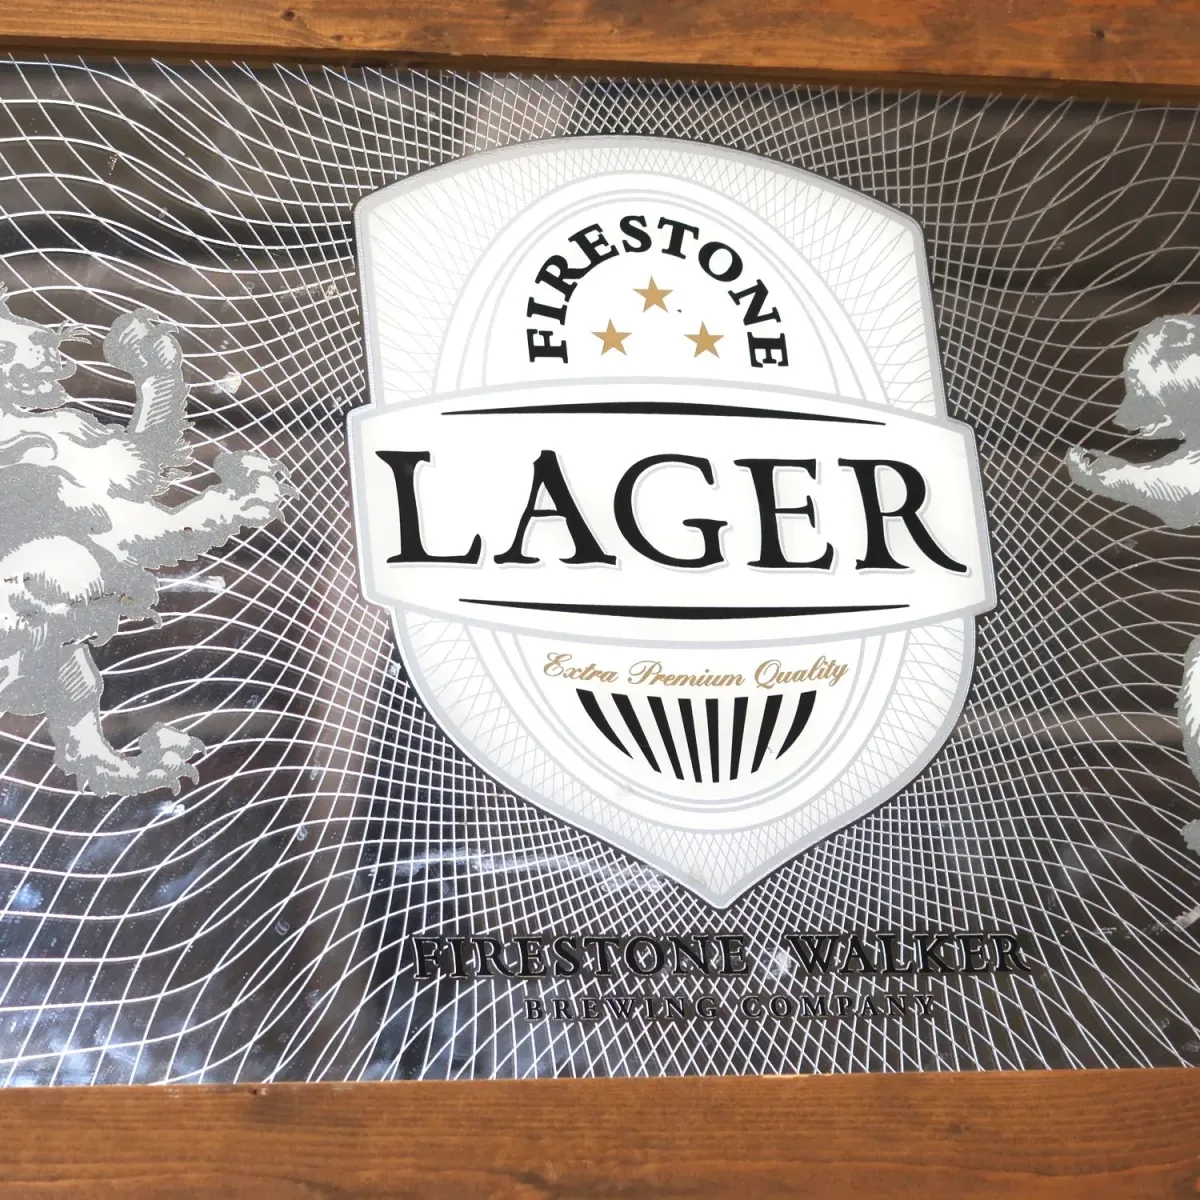 FIRESTONE
LAGER
Extra Premium Quality
FIRESTONE WALKER
BREWING COMPANY